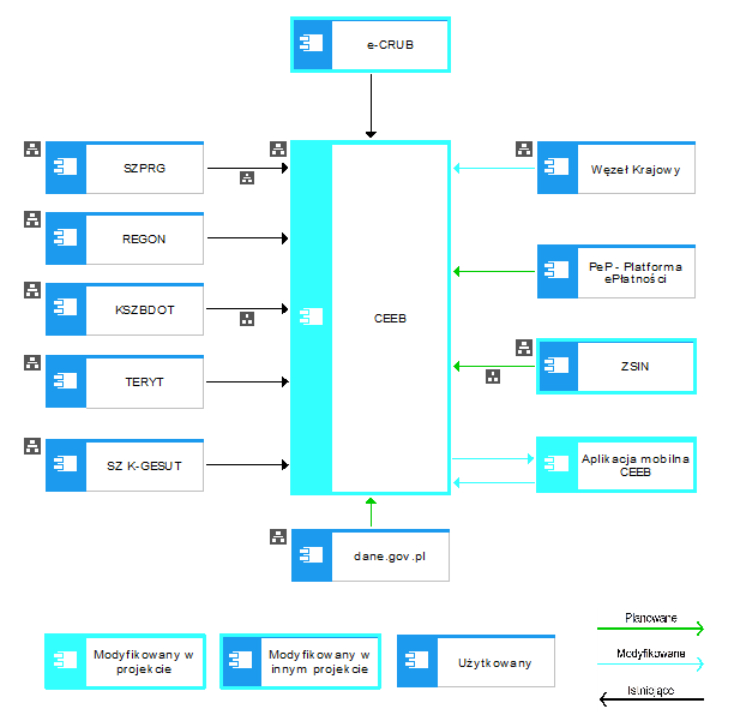 e-CRUB
SZPRG
REGON
KSZBDOT
TERYT
SZ K-GESUT
CEEB
Węzeł Krajowy
PeP - Platforma
ePłatności
ZSIN
Aplikacja mobilna
CEEB
dane.gov.pl
Modyfikowany w
projekcie
Modyfikowany w
innym projekcie
Użytkowany
Planowane
Modyfikowane
Istniejące